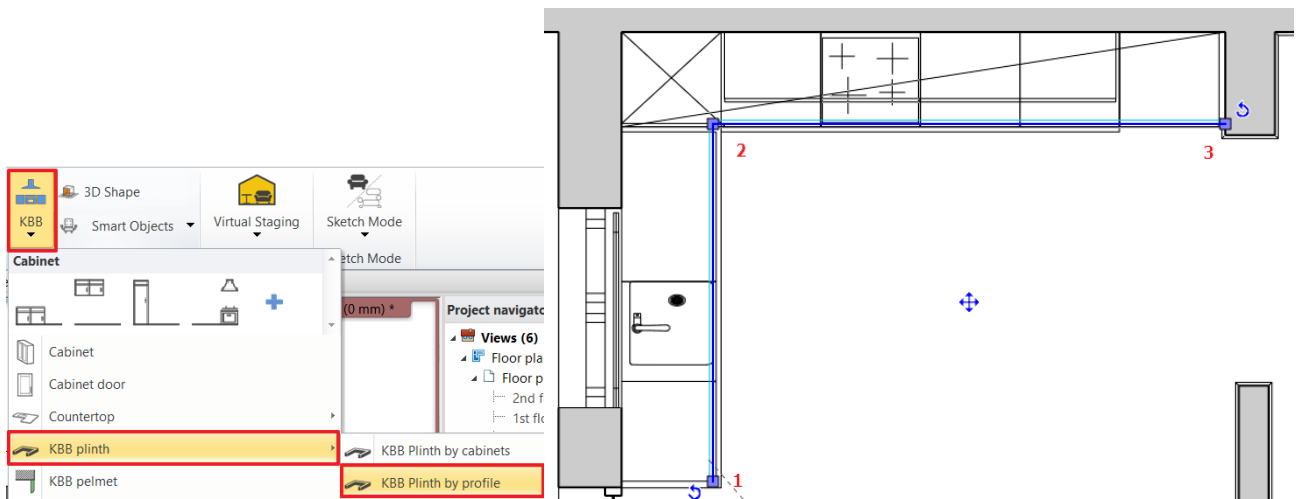 3D Shape
KBB
Smart Objects
Virtual Staging
Sketch Mode
etch Mode
Cabinet
(0 mm) *
Project navigato
Views (6)
Cabinet
Floor pla
Cabinet door
Floor p
2nd f
Countertop
1st flo
KBB plinth
KBB Plinth by cabinets
KBB pelmet
KBB Plinth by profile
2
3
1